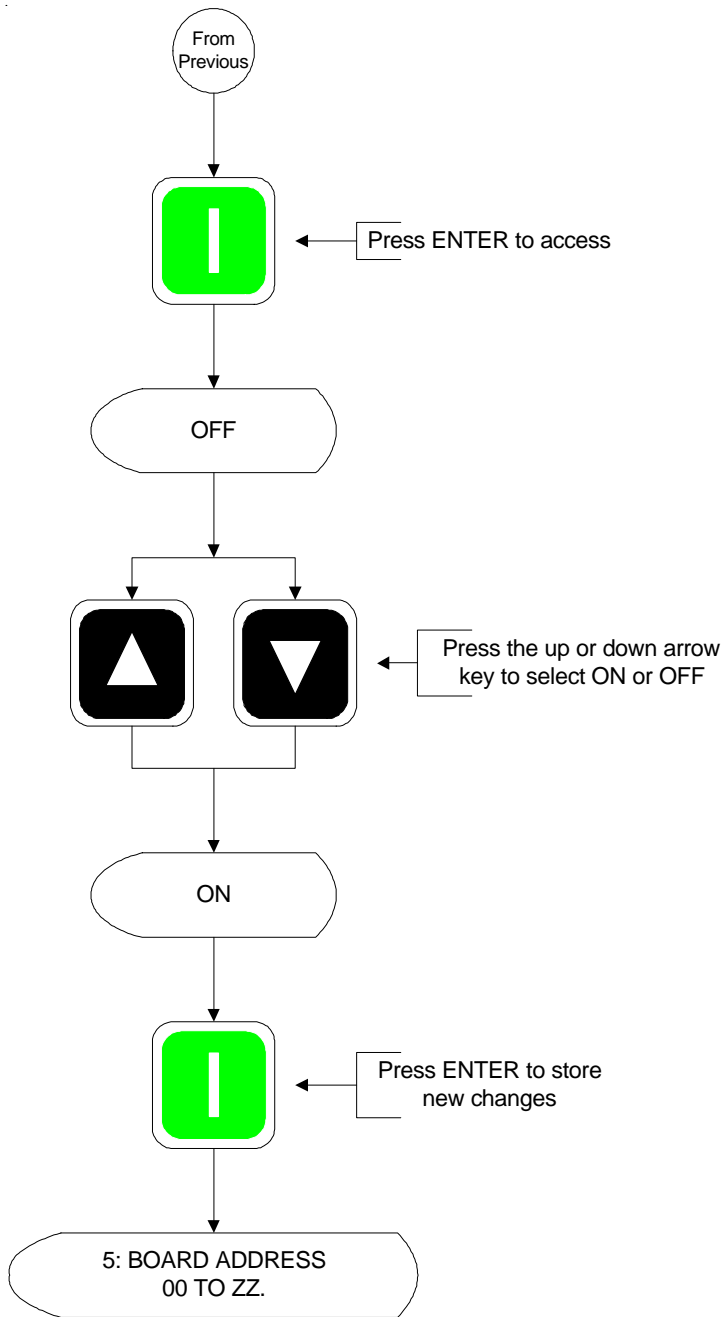 From
Previous
Press ENTER to access
OFF
Press the up or down arrow
key to select ON or OFF
ON
Press ENTER to store
new changes
5: BOARD ADDRESS
00 TO ZZ.